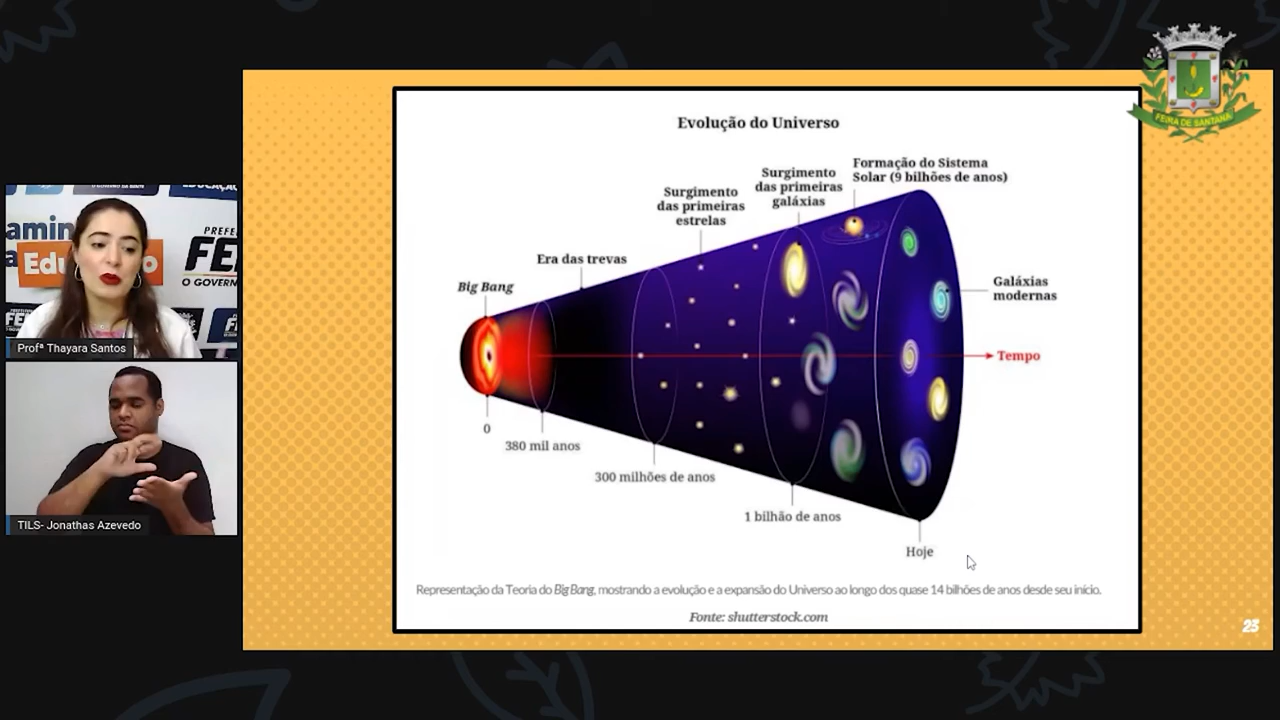 FEIRA DE SANTANA
Evolução do Universo
Formação do Sistema
Solar (9 bilhões de anos)
Surgimento
das primeiras
galáxias
Surgimento
das primeiras
estrelas
Era das trevas
Big Bang
Galáxias
modernas
Tempo
0
380 mil anos
300 milhões de anos
1 bilhão de anos
Hoje
Representação da Teoria do Big Bang, mostrando a evolução e a expansão do Universo ao longo dos quase 14 bilhões de anos desde seu início.
Fonte: shutterstock.com
23
PREFE
O GOVERNO
Profª Thayara Santos
TILS- Jonathas Azevedo